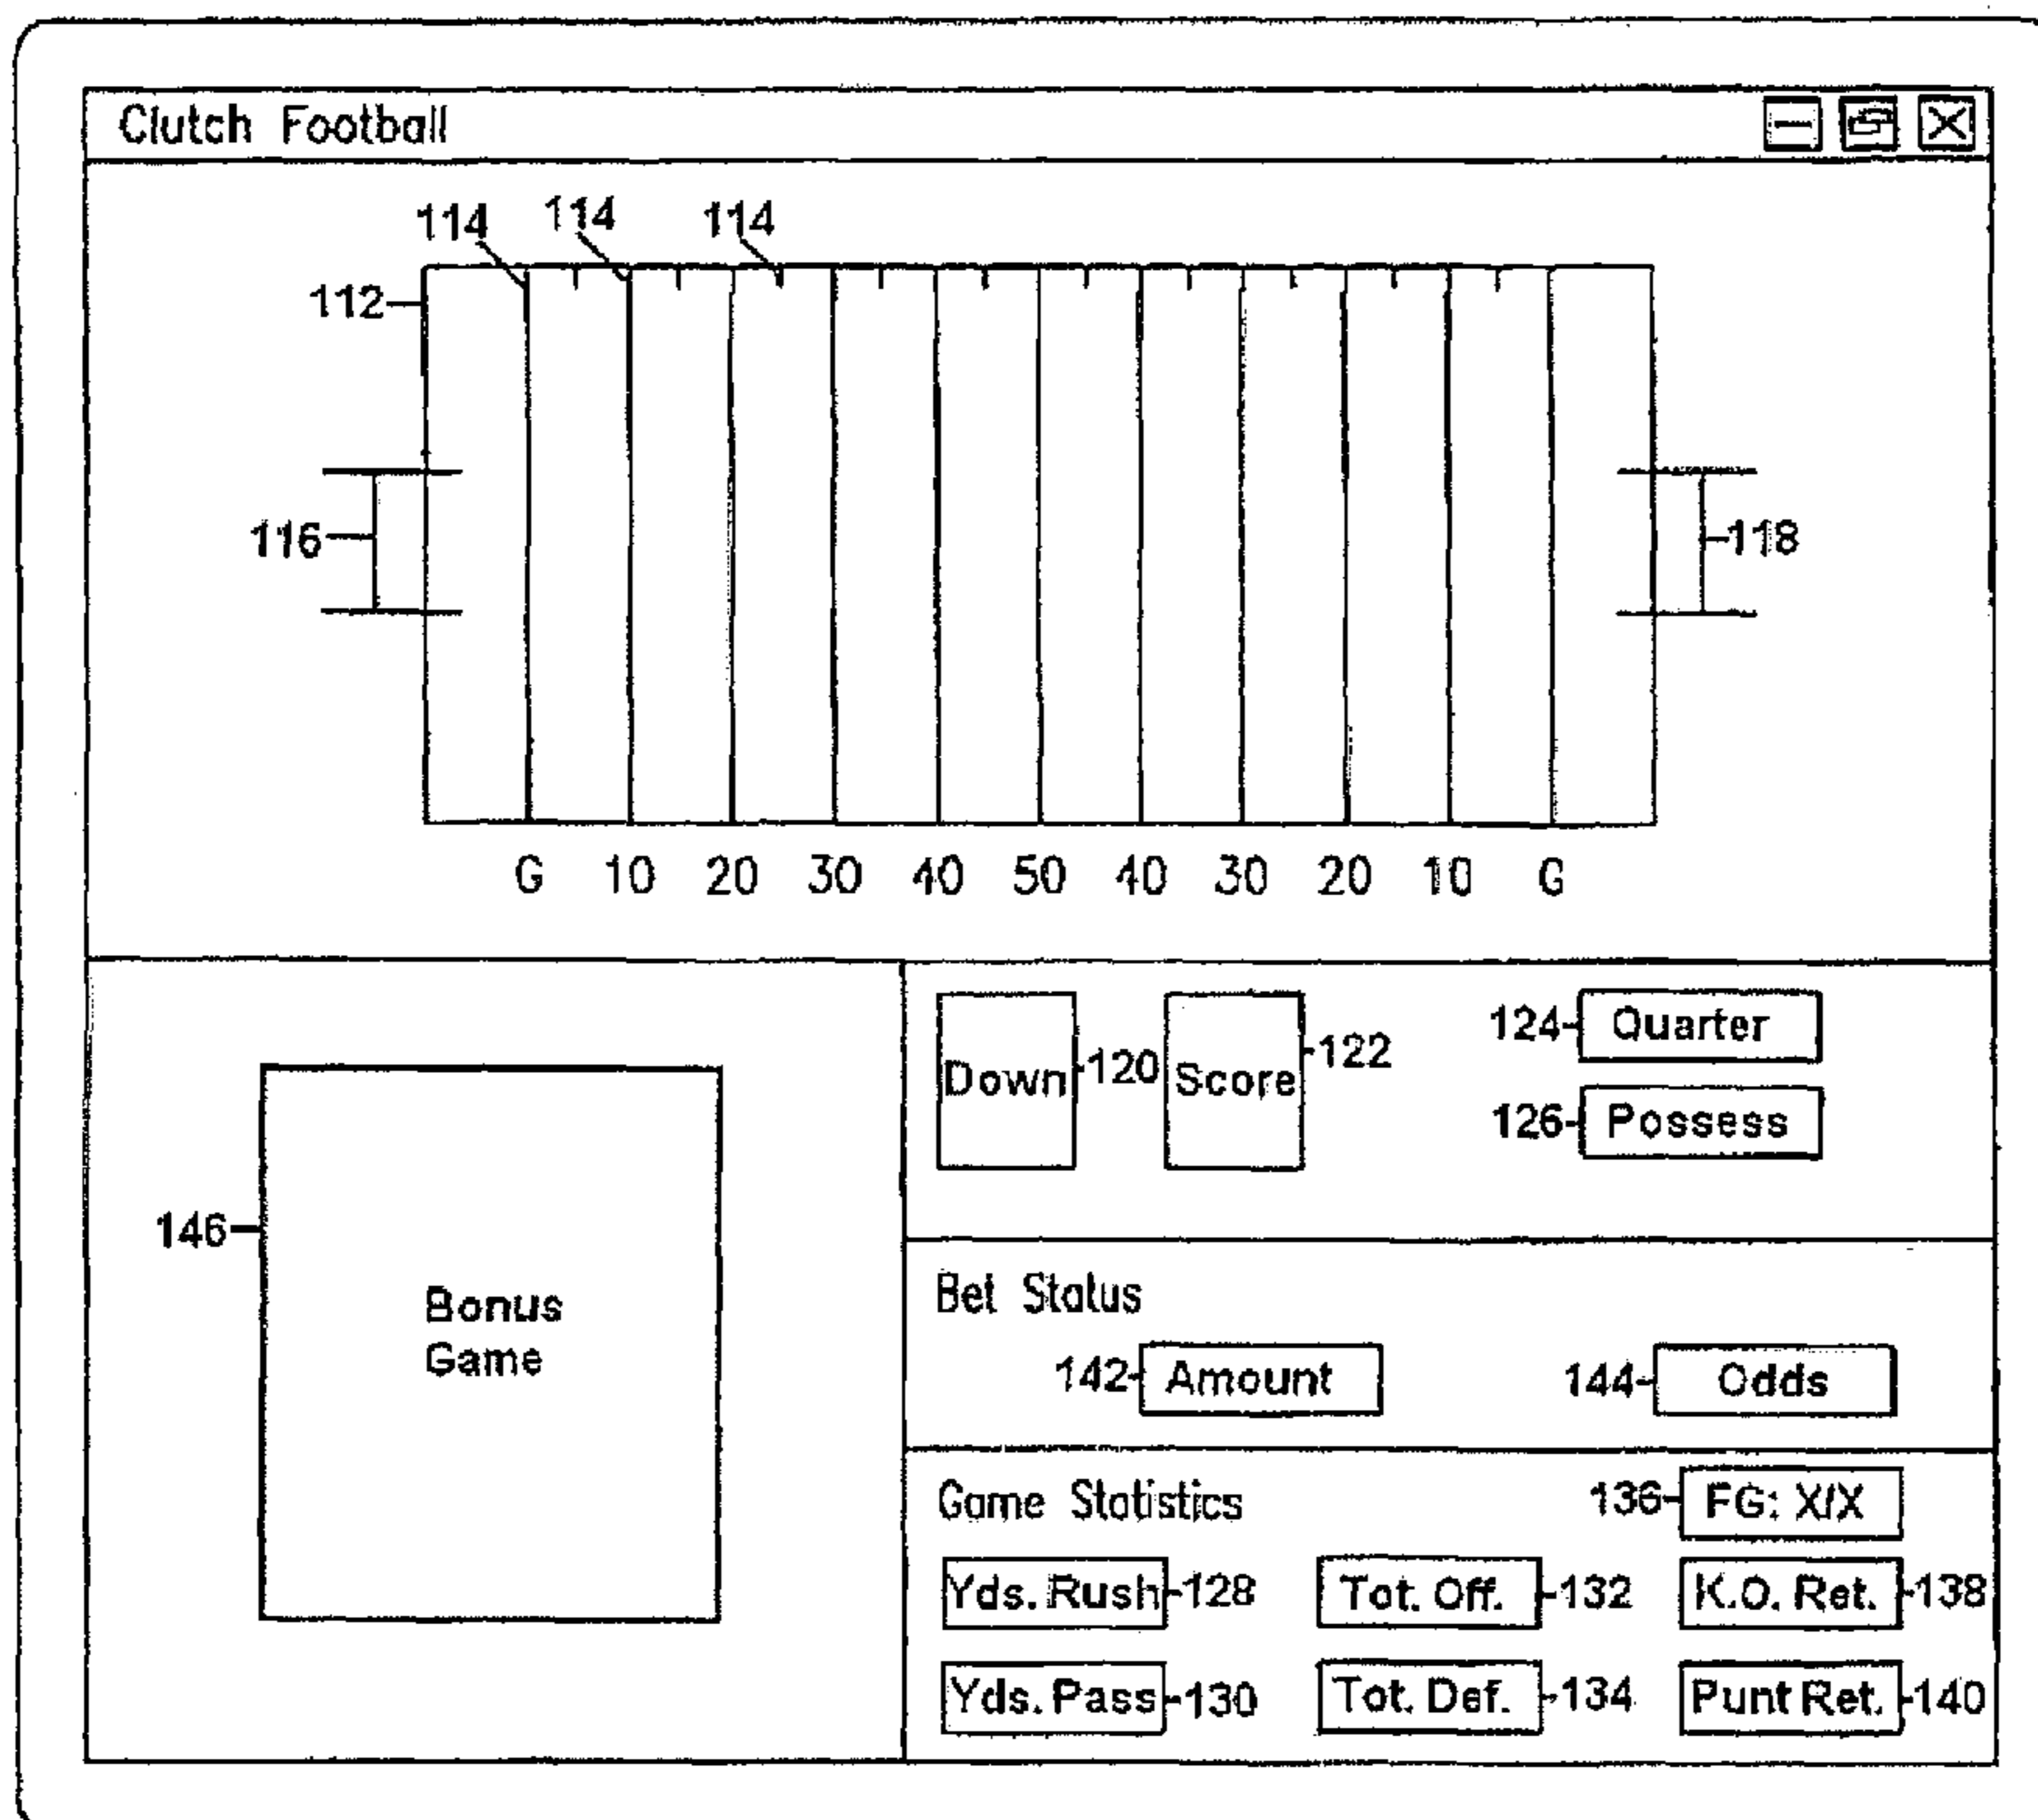 Clutch Football
114 114 114
112
116
118
G 10 20 30 40 50 40 30 20 10 G
Down 120 Score 122
124 Quarter
126 Possess
146
Bonus
Game
Bet Status
142 Amount 144 Odds
Game Statistics
136 FG: X/X
Yds. Rush 128 Tot. Off. 132 K.O. Ret. 138
Yds. Pass 130 Tot. Def. 134 Punt Ret. 140